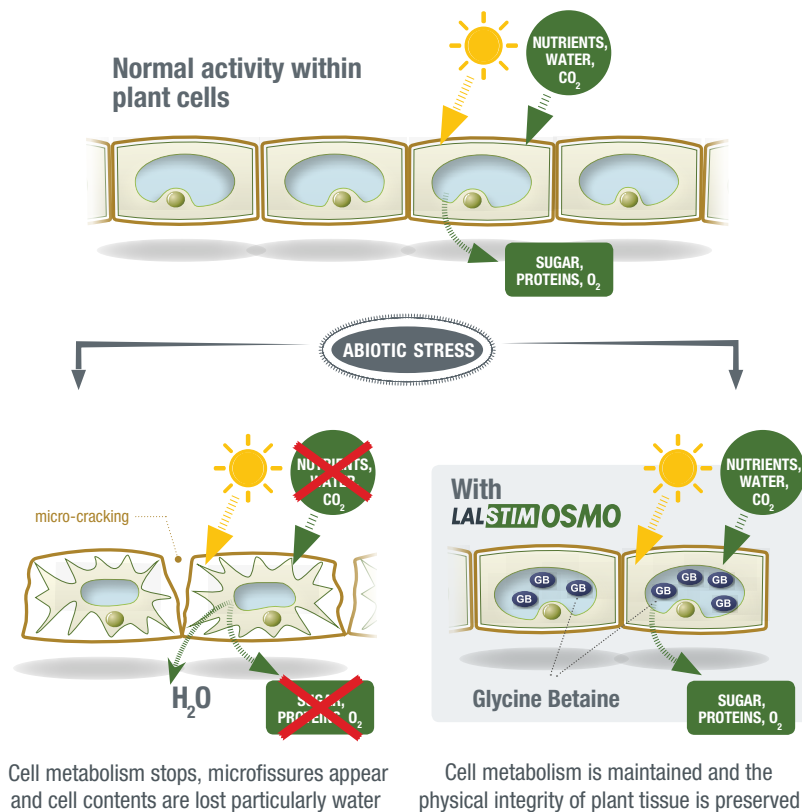 Normal activity within
plant cells
NUTRIENTS,
WATER,
CO₂
SUGAR,
PROTEINS, O₂
ABIOTIC STRESS
micro-cracking
NUTRIENTS,
WATER
CO₂
H₂O
SUGAR,
PROTEINS, O₂
Cell metabolism stops, microfissures appear
and cell contents are lost particularly water
With
LALSTIM OSMO
NUTRIENTS,
WATER,
CO₂
GB
GB
GB
GB
GB
GB
GB
Glycine Betaine
SUGAR,
PROTEINS, O₂
Cell metabolism is maintained and the
physical integrity of plant tissue is preserved